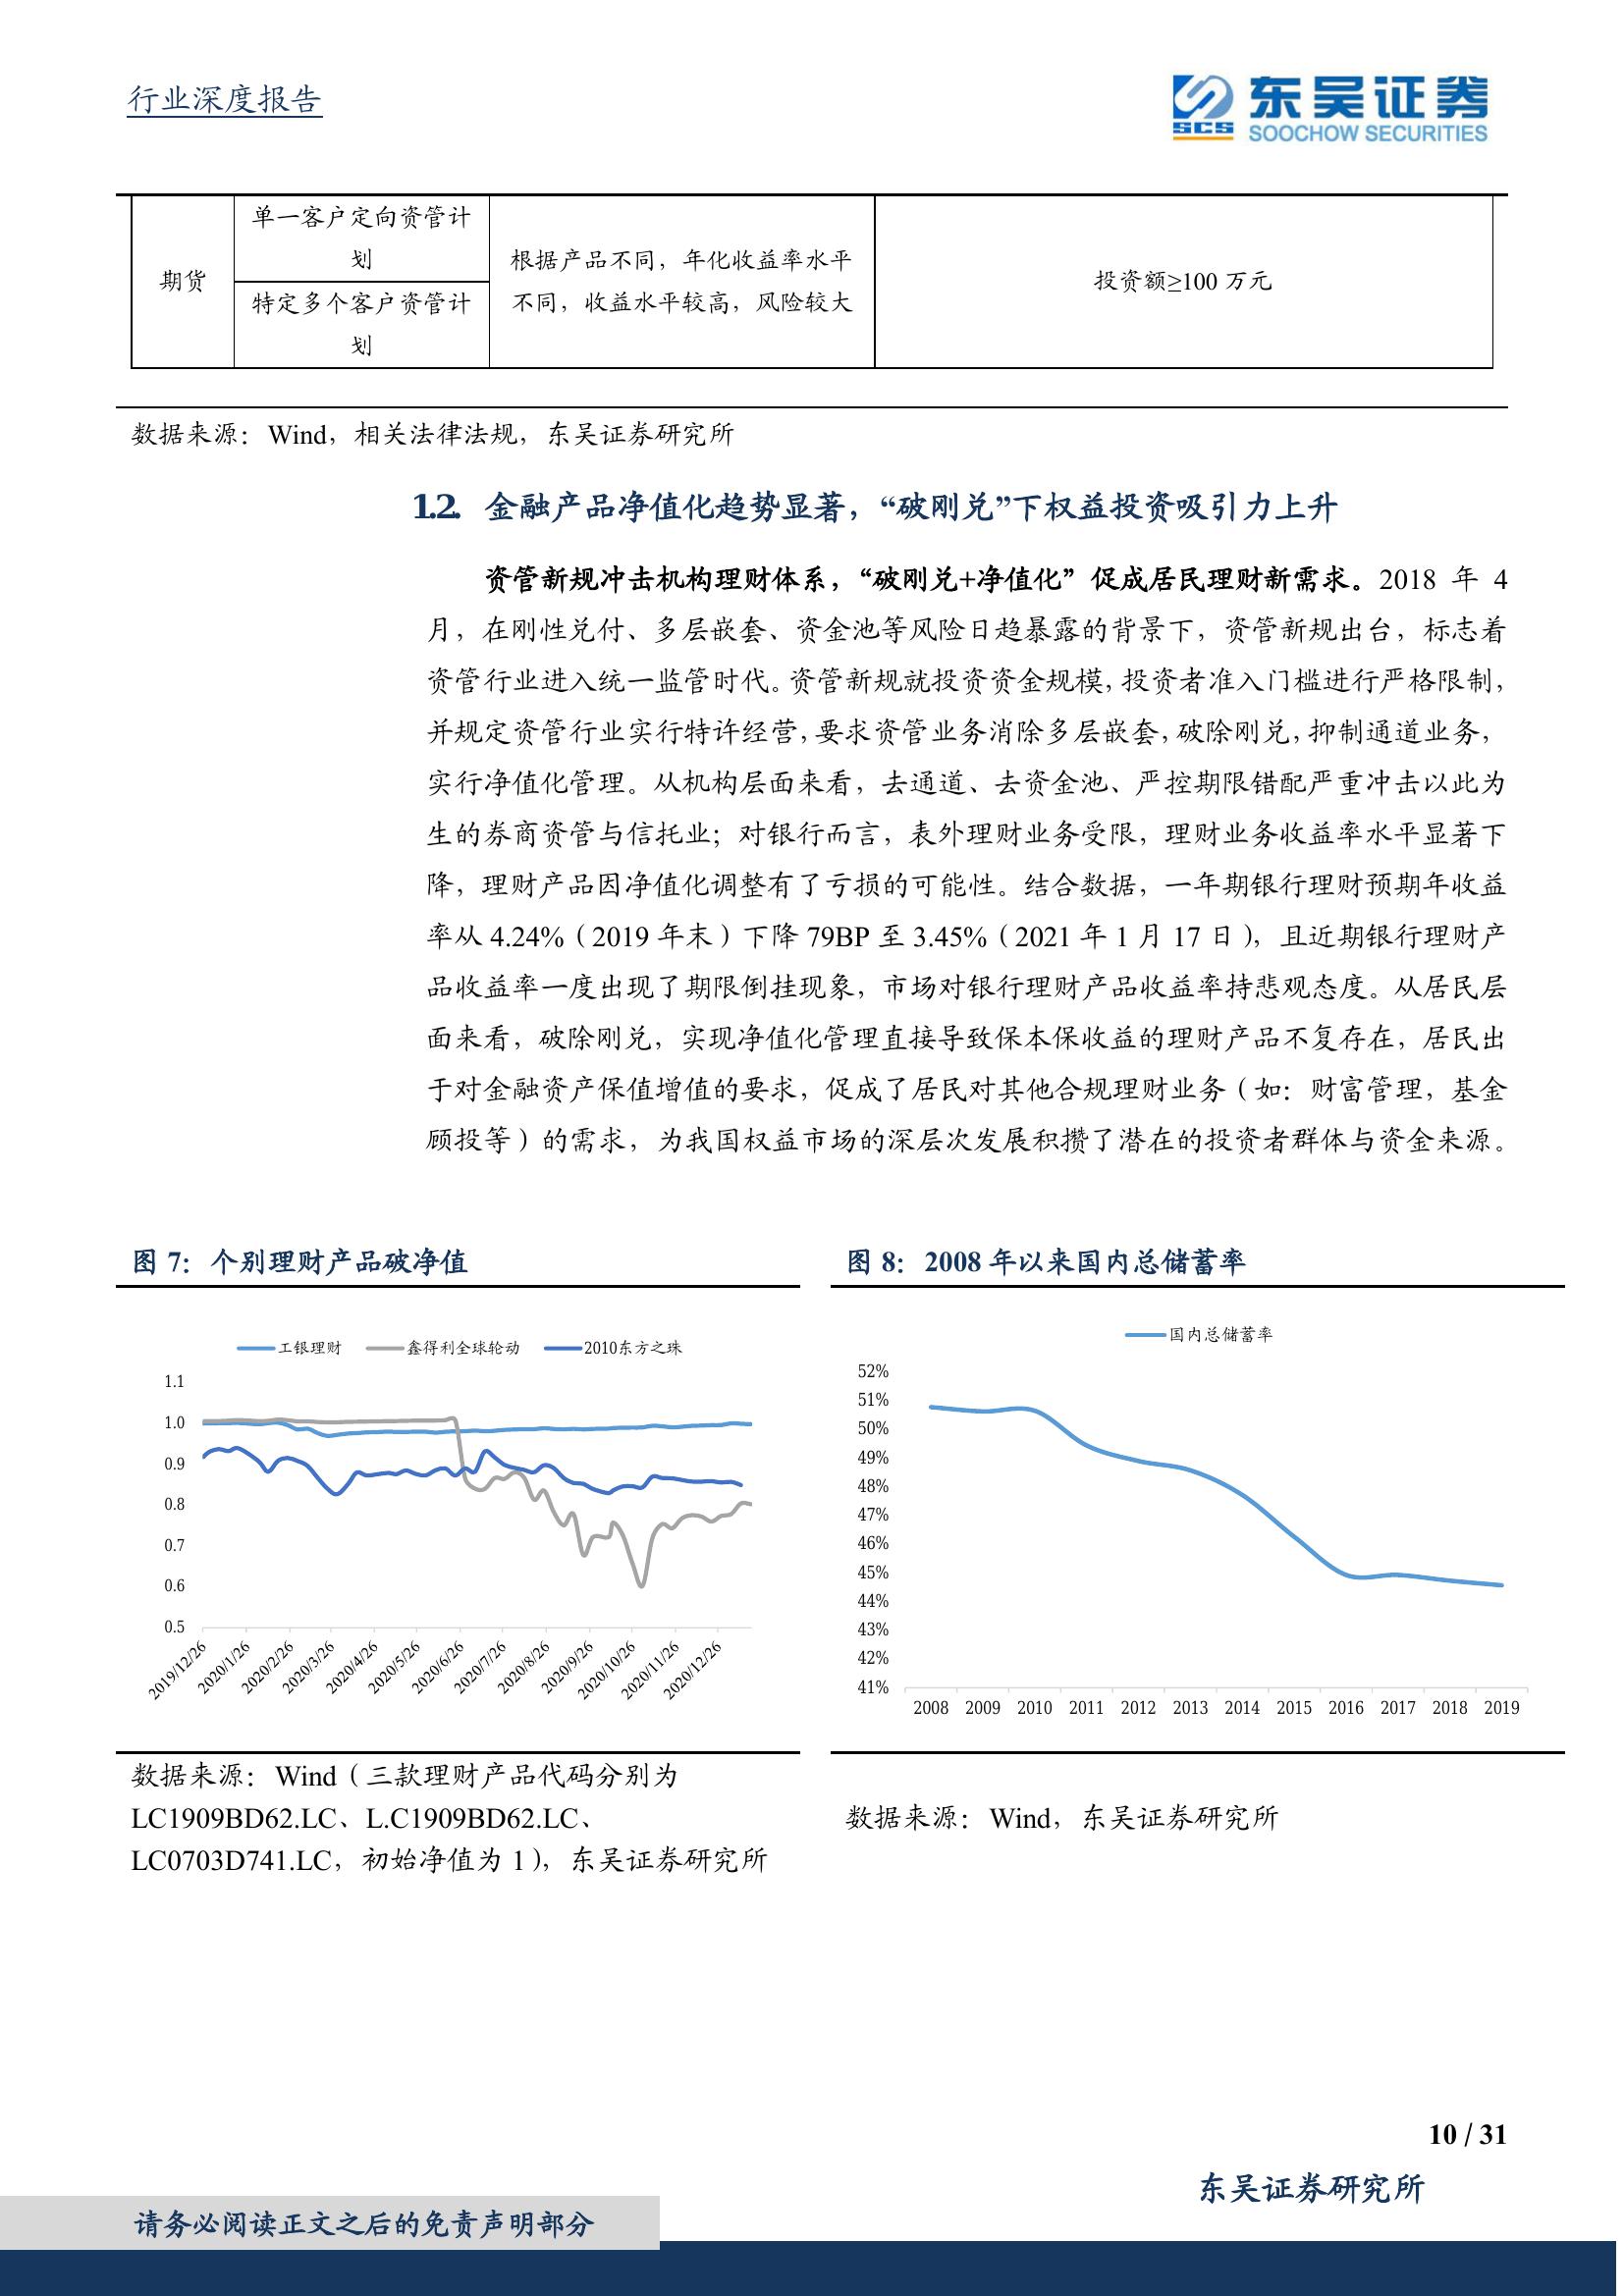 行业深度报告
SCS
东吴证券
SOOCHOW SECURITIES
期货
单一客户定向资管计
划
特定多个客户资管计
划
根据产品不同，年化收益率水平
不同，收益水平较高，风险较大
投资额≥100 万元
数据来源：Wind，相关法律法规，东吴证券研究所
1.2. 金融产品净值化趋势显著，“破刚兑”下权益投资吸引力上升
资管新规冲击机构理财体系，“破刚兑+净值化”促成居民理财新需求。2018 年 4
月，在刚性兑付、多层嵌套、资金池等风险日趋暴露的背景下，资管新规出台，标志着
资管行业进入统一监管时代。资管新规就投资资金规模，投资者准入门槛进行严格限制，
并规定资管行业实行特许经营，要求资管业务消除多层嵌套，破除刚兑，抑制通道业务，
实行净值化管理。从机构层面来看，去通道、去资金池、严控期限错配严重冲击以此为
生的券商资管与信托业；对银行而言，表外理财业务受限，理财业务收益率水平显著下
降，理财产品因净值化调整有了亏损的可能性。结合数据，一年期银行理财预期年收益
率从 4.24%（2019 年末）下降 79BP 至 3.45%（2021 年 1 月 17 日），且近期银行理财产
品收益率一度出现了期限倒挂现象，市场对银行理财产品收益率持悲观态度。从居民层
面来看，破除刚兑，实现净值化管理直接导致保本保收益的理财产品不复存在，居民出
于对金融资产保值增值的要求，促成了居民对其他合规理财业务（如：财富管理，基金
顾投等）的需求，为我国权益市场的深层次发展积攒了潜在的投资者群体与资金来源。
图 7：个别理财产品破净值
工银理财 鑫得利全球轮动 2010东方之珠
1.1
1.0
0.9
0.8
0.7
0.6
0.5
2019/12/26 2020/1/26 2020/2/26 2020/3/26 2020/4/26 2020/5/26 2020/6/26 2020/7/26 2020/8/26 2020/9/26 2020/10/26 2020/11/26 2020/12/26
数据来源：Wind（三款理财产品代码分别为
LC1909BD62.LC、L.C1909BD62.LC、
LC0703D741.LC，初始净值为 1），东吴证券研究所
图 8：2008 年以来国内总储蓄率
国内总储蓄率
52%
51%
50%
49%
48%
47%
46%
45%
44%
43%
42%
41%
2008 2009 2010 2011 2012 2013 2014 2015 2016 2017 2018 2019
数据来源：Wind，东吴证券研究所
10 / 31
东吴证券研究所
请务必阅读正文之后的免责声明部分